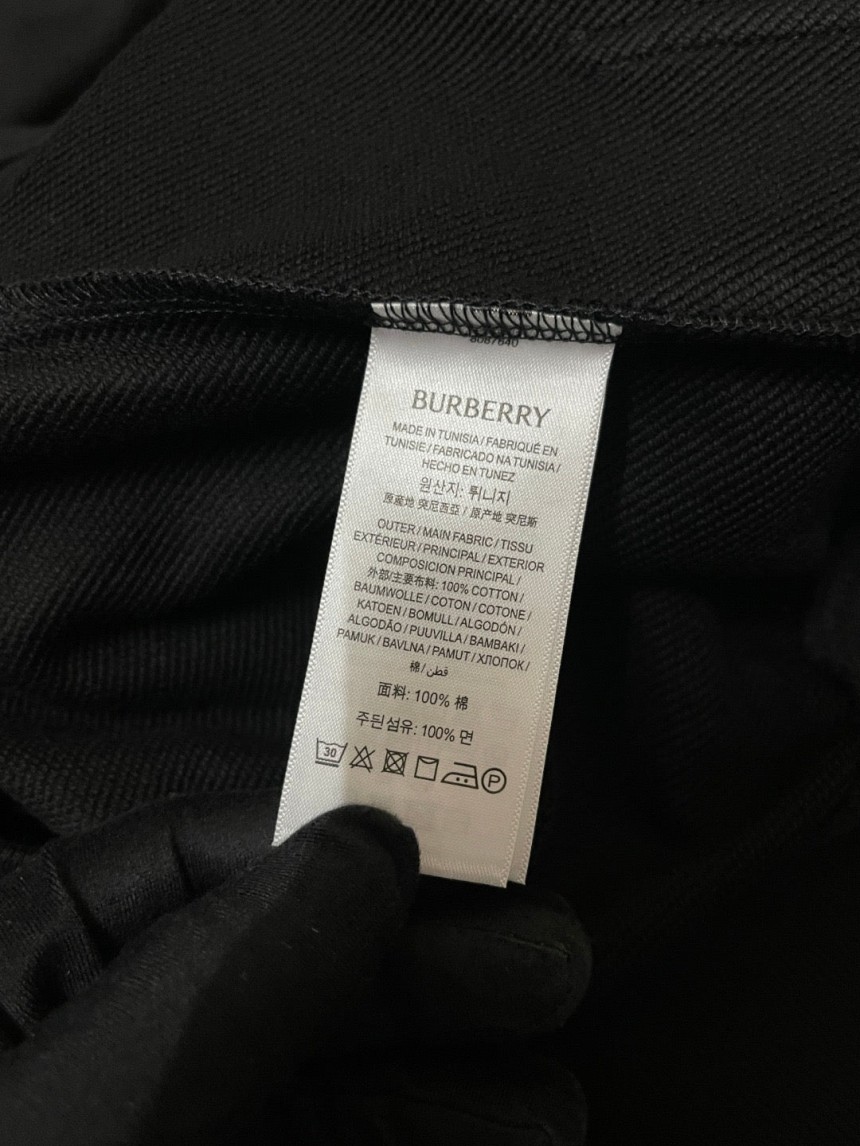 8087640
BURBERRY
MADE IN TUNISIA / FABRIQUÉ EN
TUNISIE / FABRICADO NA TUNISIA /
HECHO EN TUNEZ
원산지: 튀니지
原產地 突尼西亞 / 原产地 突尼斯
OUTER / MAIN FABRIC / TISSU
EXTÉRIEUR / PRINCIPAL / EXTERIOR
COMPOSICION PRINCIPAL /
外部/主要布料: 100% COTTON /
BAUMWOLLE / COTON / COTONE /
KATOEN / BOMULL / ALGODÓN /
ALGODÃO / PUUVILLA / BAMBAKI /
PAMUK / BAVLNA / PAMUT / ХЛОПОК /
棉 / قطن
面料: 100% 棉
주된섬유: 100% 면
30 P